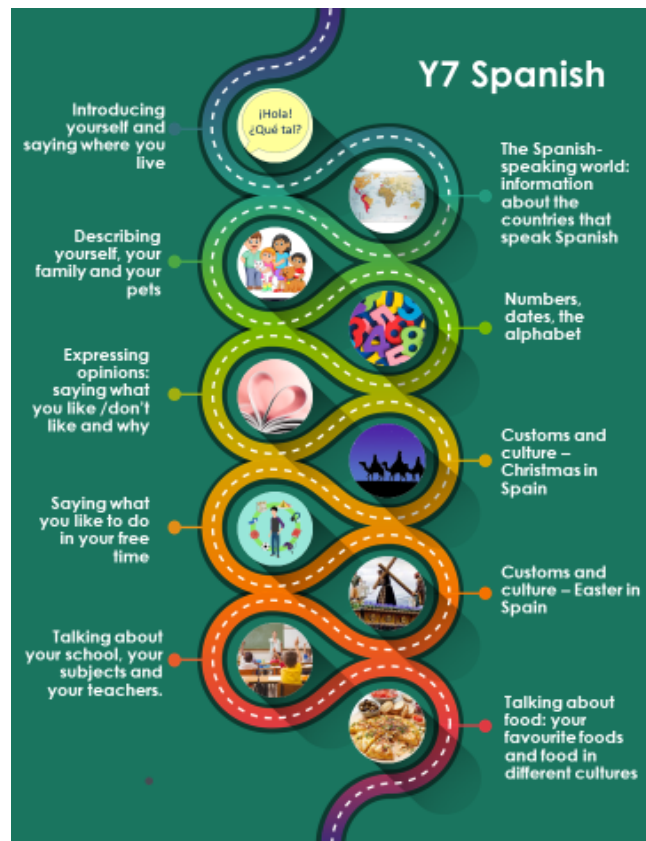 Y7 Spanish
Introducing
yourself and
saying where you
live
¡Hola!
¿Qué tal?
The Spanish-
speaking world:
information
about the
countries that
speak Spanish
Describing
yourself, your
family and your
pets
Numbers,
dates, the
alphabet
Expressing
opinions:
saying what
you like /don't
like and why
Customs and
culture –
Christmas in
Spain
Saying what
you like to do
in your free
time
Customs and
culture – Easter in
Spain
Talking about
your school, your
subjects and
your teachers.
Talking about
food: your
favourite foods
and food in
different cultures